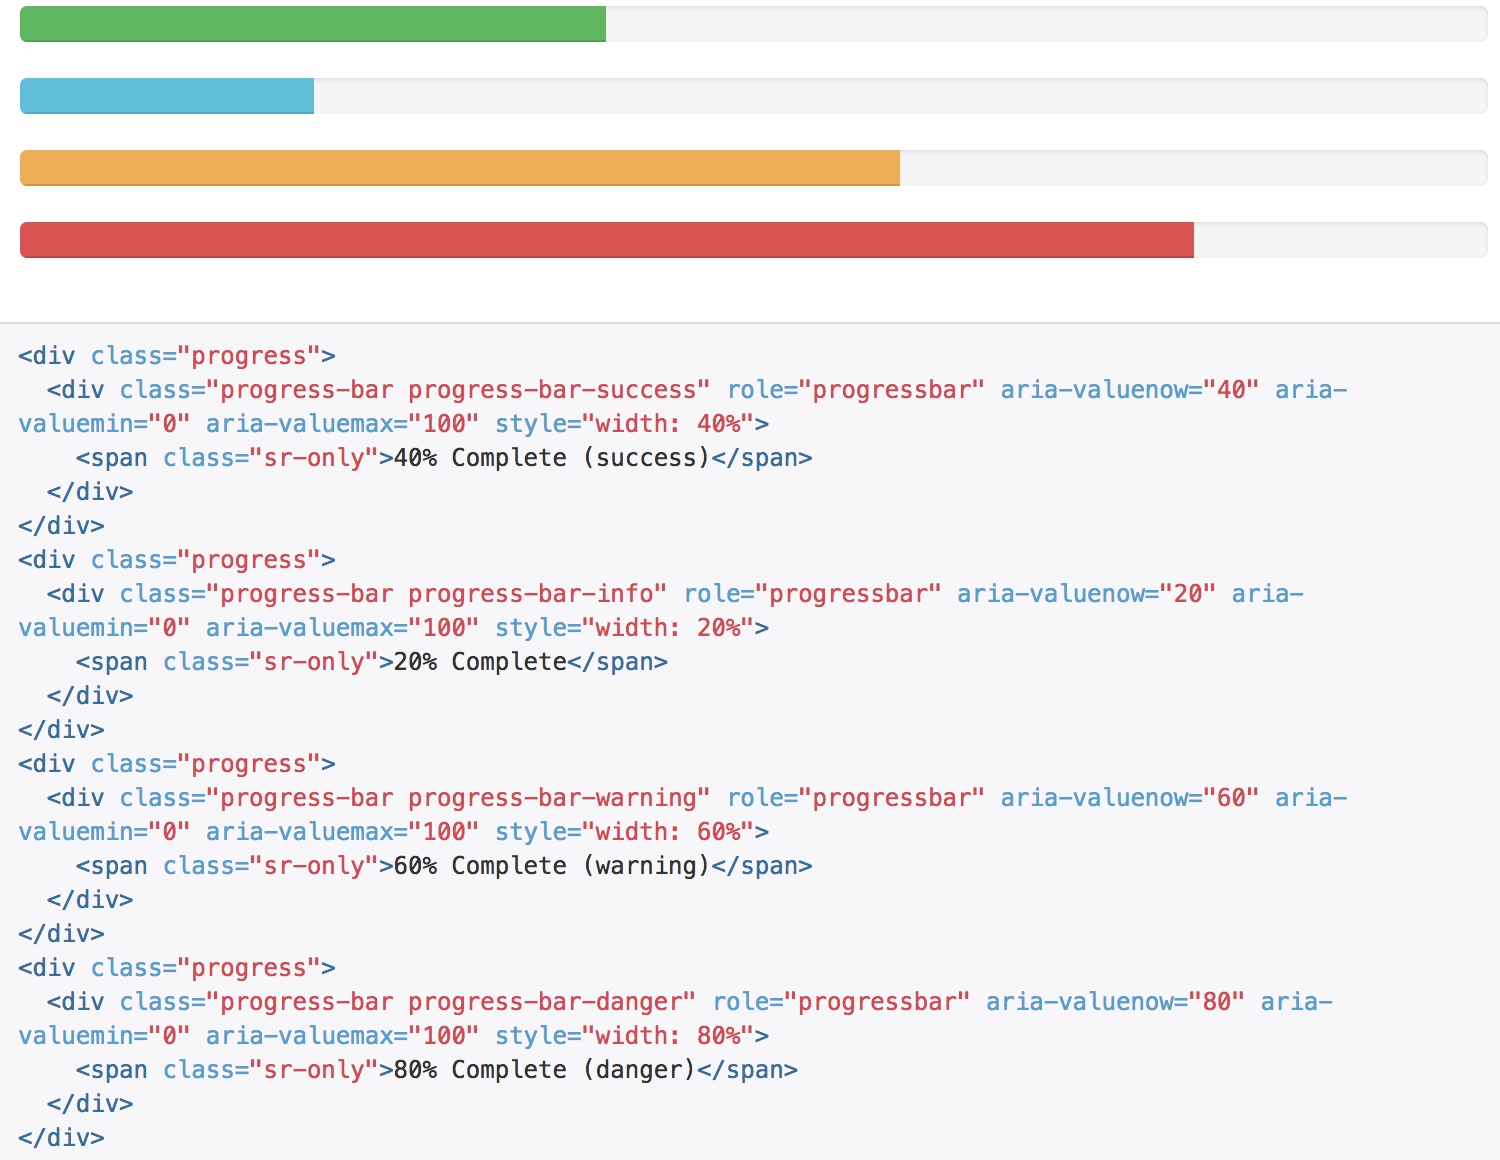 <div class="progress">
  <div class="progress-bar progress-bar-success" role="progressbar" aria-valuenow="40" aria-
valuemin="0" aria-valuemax="100" style="width: 40%">
    <span class="sr-only">40% Complete (success)</span>
  </div>
</div>
<div class="progress">
  <div class="progress-bar progress-bar-info" role="progressbar" aria-valuenow="20" aria-
valuemin="0" aria-valuemax="100" style="width: 20%">
    <span class="sr-only">20% Complete</span>
  </div>
</div>
<div class="progress">
  <div class="progress-bar progress-bar-warning" role="progressbar" aria-valuenow="60" aria-
valuemin="0" aria-valuemax="100" style="width: 60%">
    <span class="sr-only">60% Complete (warning)</span>
  </div>
</div>
<div class="progress">
  <div class="progress-bar progress-bar-danger" role="progressbar" aria-valuenow="80" aria-
valuemin="0" aria-valuemax="100" style="width: 80%">
    <span class="sr-only">80% Complete (danger)</span>
  </div>
</div>